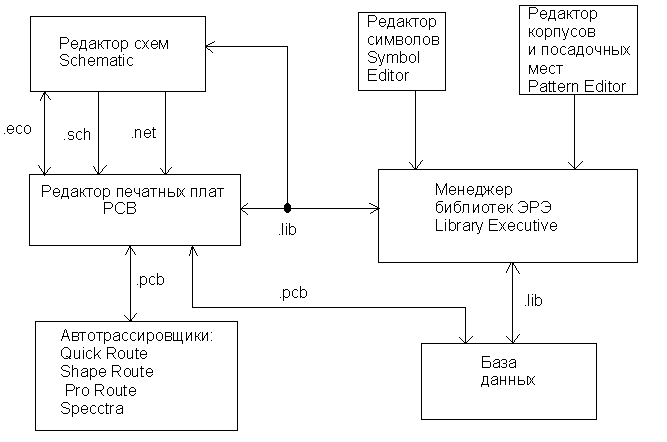 Редактор схем
Schematic
Редактор
символов
Symbol
Editor
Редактор
корпусов
и посадочных
мест
Pattern Editor
.eco
.sch
.net
Редактор печатных плат
PCB
.lib
Менеджер
библиотек ЭРЭ
Library Executive
.pcb
.pcb
.lib
Автотрассировщики:
Quick Route
Shape Route
Pro Route
Specctra
База
данных